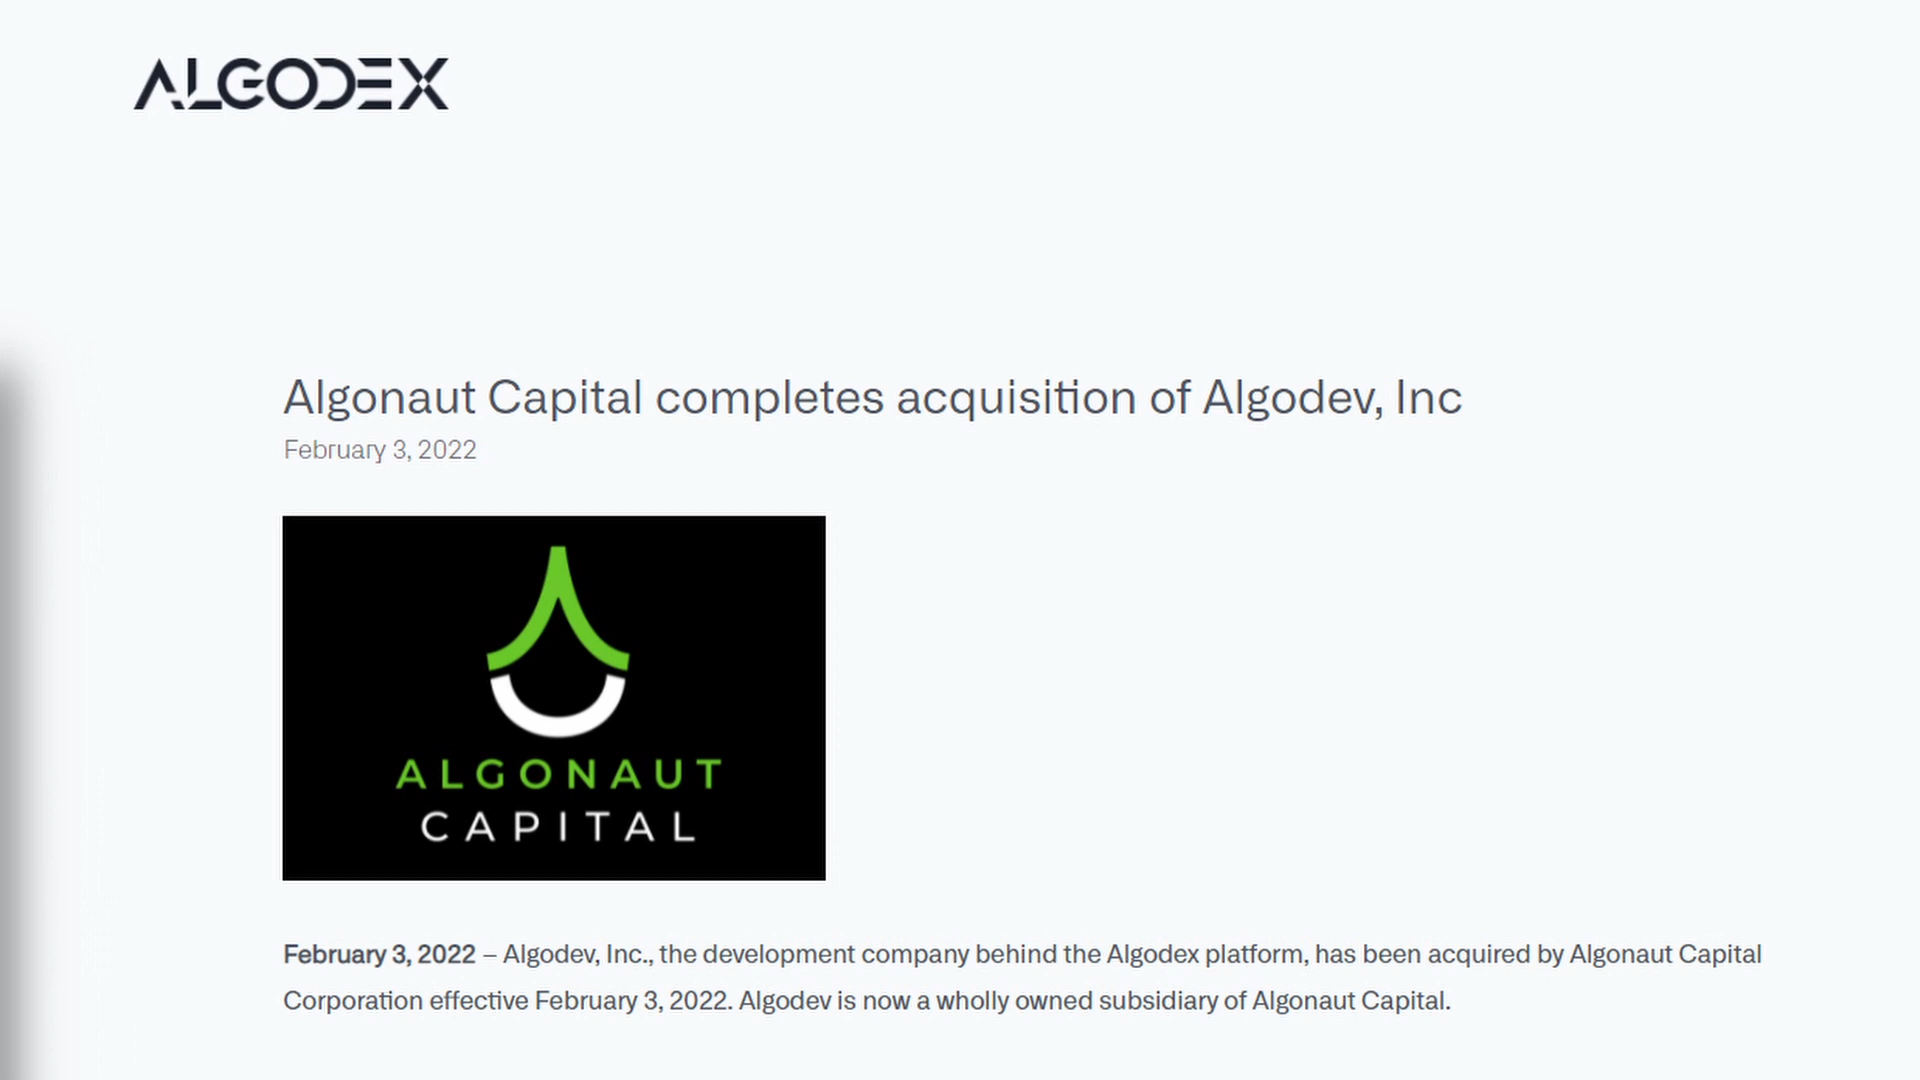 ALGODEX
Algonaut Capital completes acquisition of Algodev, Inc
February 3, 2022
ALGONAUT
CAPITAL
February 3, 2022 – Algodev, Inc., the development company behind the Algodex platform, has been acquired by Algonaut Capital
Corporation effective February 3, 2022. Algodev is now a wholly owned subsidiary of Algonaut Capital.